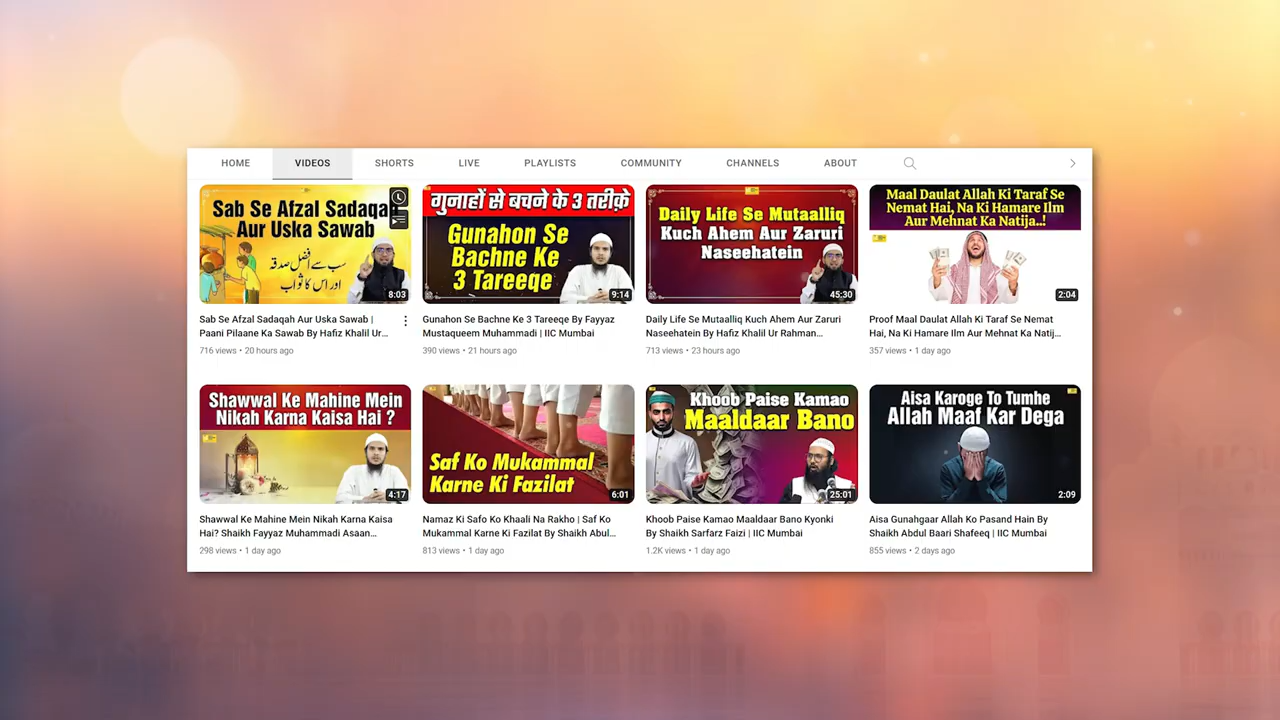 HOME VIDEOS SHORTS LIVE PLAYLISTS COMMUNITY CHANNELS ABOUT
Sab Se Afzal Sadaqah
Aur Uska Sawab
سب سے افضل صدقہ
اور اس کا ثواب
8:03
Sab Se Afzal Sadaqah Aur Uska Sawab |
Paani Pilaane Ka Sawab By Hafiz Khalil Ur...
716 views • 20 hours ago
गुनाहों से बचने के 3 तरीक़े
Gunahon Se
Bachne Ke
3 Tareeqe
9:14
Gunahon Se Bachne Ke 3 Tareeqe By Fayyaz
Mustaqueem Muhammadi | IIC Mumbai
390 views • 21 hours ago
Daily Life Se Mutaalliq
Kuch Ahem Aur Zaruri
Naseehatein
45:30
Daily Life Se Mutaalliq Kuch Ahem Aur Zaruri
Naseehatein By Hafiz Khalil Ur Rahman...
713 views • 23 hours ago
Maal Daulat Allah Ki Taraf Se
Nemat Hai, Na Ki Hamare Ilm
Aur Mehnat Ka Natija..!
2:04
Proof Maal Daulat Allah Ki Taraf Se Nemat
Hai, Na Ki Hamare Ilm Aur Mehnat Ka Natij...
357 views • 1 day ago
Shawwal Ke Mahine Mein
Nikah Karna Kaisa Hai ?
4:17
Shawwal Ke Mahine Mein Nikah Karna Kaisa
Hai? Shaikh Fayyaz Muhammadi Asaan...
298 views • 1 day ago
Saf Ko Mukammal
Karne Ki Fazilat
6:01
Namaz Ki Safo Ko Khaali Na Rakho | Saf Ko
Mukammal Karne Ki Fazilat By Shaikh Abul...
813 views • 1 day ago
Khoob Paise Kamao
Maaldaar Bano
25:01
Khoob Paise Kamao Maaldaar Bano Kyonki
By Shaikh Sarfarz Faizi | IIC Mumbai
1.2K views • 1 day ago
Aisa Karoge To Tumhe
Allah Maaf Kar Dega
2:09
Aisa Gunahgaar Allah Ko Pasand Hain By
Shaikh Abdul Baari Shafeeq | IIC Mumbai
855 views • 2 days ago